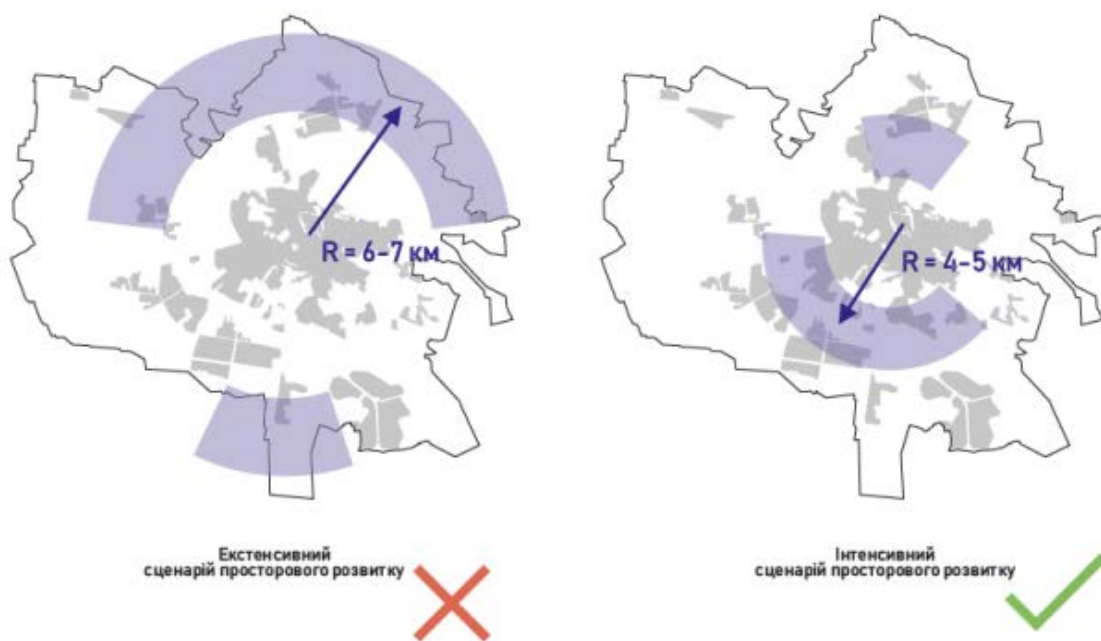 R = 6–7 км
R = 4–5 км
Екстенсивний
сценарій просторового розвитку
Інтенсивний
сценарій просторового розвитку